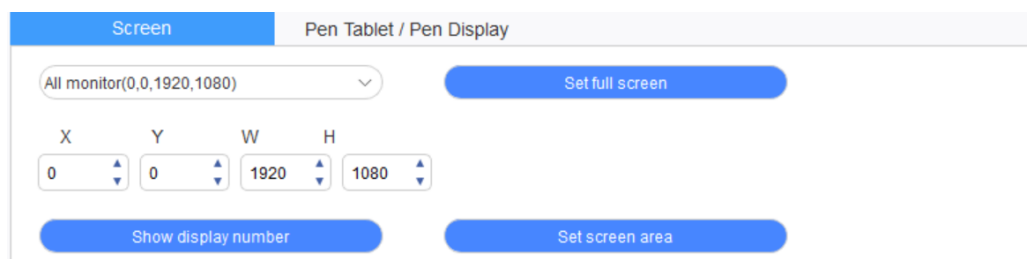 Screen Pen Tablet / Pen Display
All monitor(0,0,1920,1080) Set full screen
X Y W H
0 0 1920 1080
Show display number Set screen area